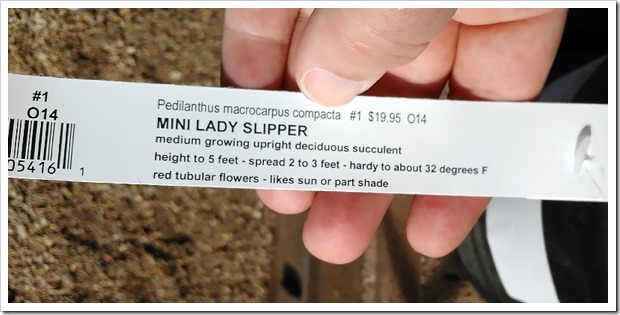 #1
O14
05416 1
Pedilanthus macrocarpus compacta #1 $19.95 O14
MINI LADY SLIPPER
medium growing upright deciduous succulent
height to 5 feet - spread 2 to 3 feet - hardy to about 32 degrees F
red tubular flowers - likes sun or part shade